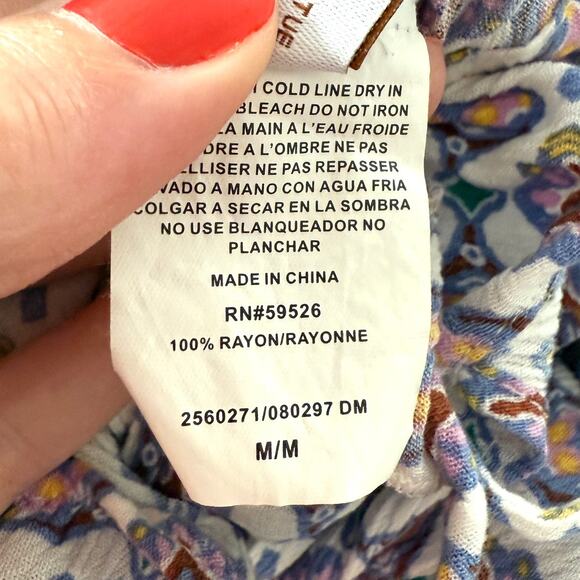 COLD LINE DRY IN
BLEACH DO NOT IRON
LA MAIN A L'EAU FROIDE
A L'OMBRE NE PAS
NE PAS REPASSER
A MANO CON AGUA FRIA
COLGAR A SECAR EN LA SOMBRA
NO USE BLANQUEADOR NO
PLANCHAR
MADE IN CHINA
RN#59526
100% RAYON/RAYONNE
2560271/080297 DM
M/M